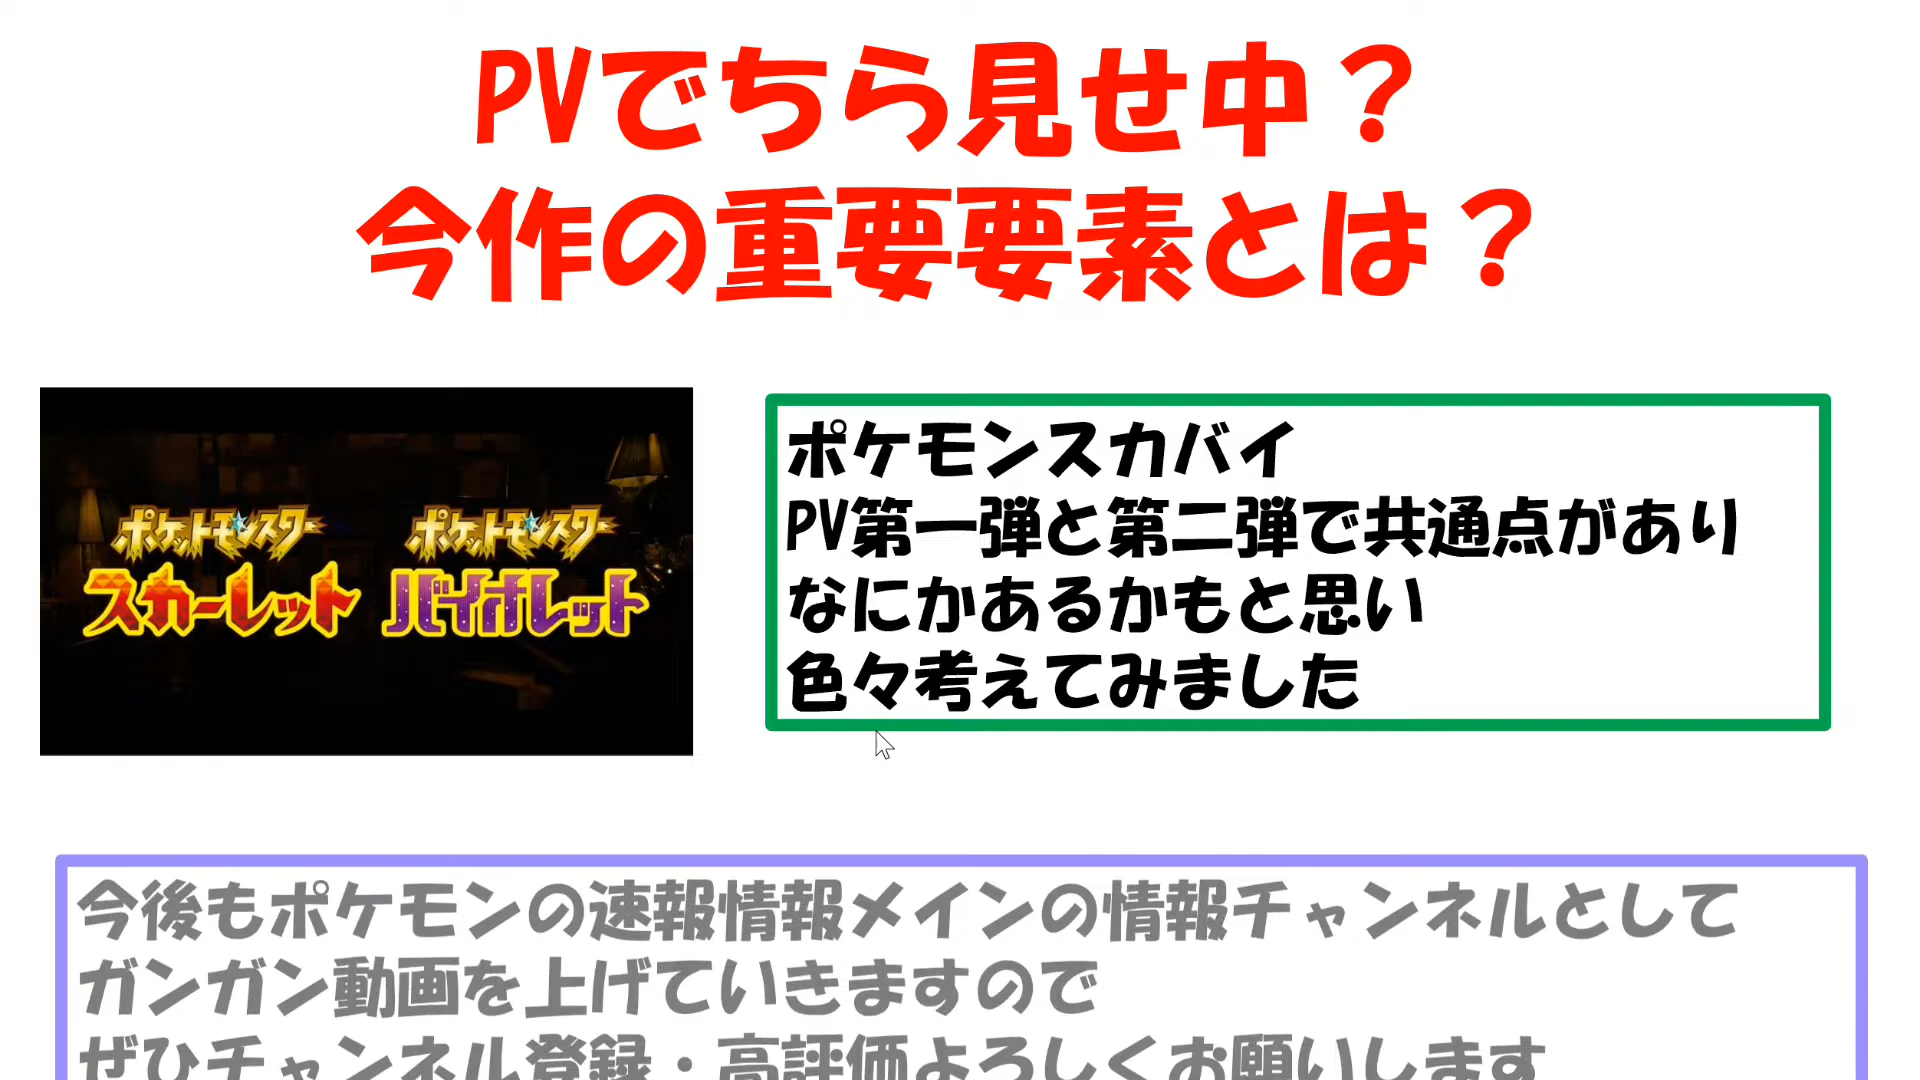 PVでちら見せ中？
今作の重要要素とは？
ポケットモンスター
スカーレット
ポケットモンスター
バイオレット
ポケモンスカバイ
PV第一弾と第二弾で共通点があり
なにかあるかもと思い
色々考えてみました
今後もポケモンの速報情報メインの情報チャンネルとして
ガンガン動画を上げていきますので
ぜひチャンネル登録・高評価よろしくお願いします